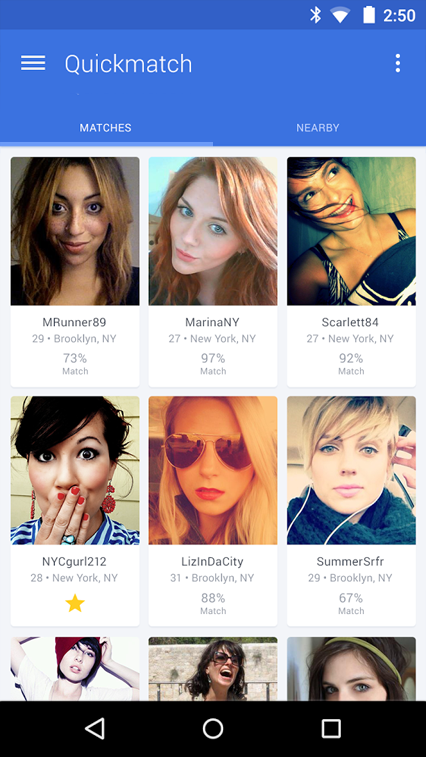 2:50
Quickmatch
MATCHES
NEARBY
MRunner89
29 • Brooklyn, NY
73%
Match
MarinaNY
27 • New York, NY
97%
Match
Scarlett84
27 • New York, NY
92%
Match
NYCgurl212
28 • New York, NY
LizInDaCity
31 • Brooklyn, NY
88%
Match
SummerSrfr
29 • Brooklyn, NY
67%
Match